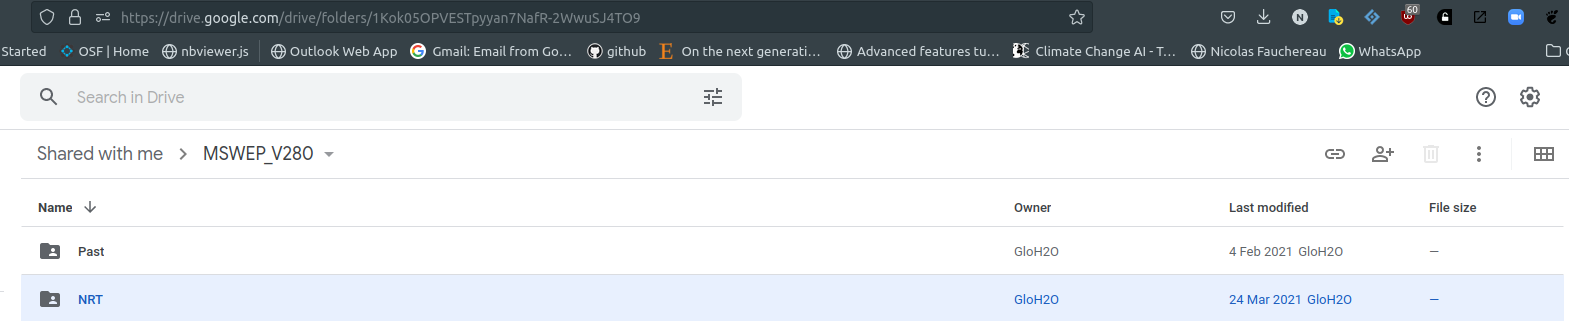 https://drive.google.com/drive/folders/1Kok05OPVESTpyyan7NafR-2WwuSJ4TO9
N
60
Started OSF | Home nbviewer.js Outlook Web App Gmail: Email from Go… github On the next generati… Advanced features tu… Climate Change AI - T… Nicolas Fauchereau WhatsApp
Search in Drive
Shared with me > MSWEP_V280
Name Owner Last modified File size
Past GloH2O 4 Feb 2021 GloH2O —
NRT GloH2O 24 Mar 2021 GloH2O —